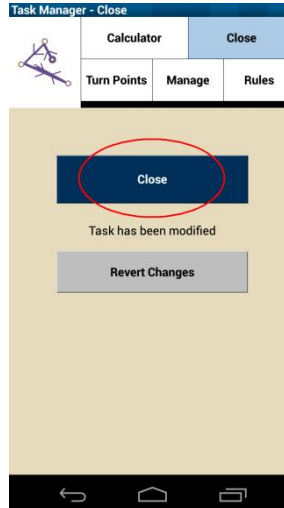 Task Manager - Close
Calculator Close
Turn Points Manage Rules
Close
Task has been modified
Revert Changes